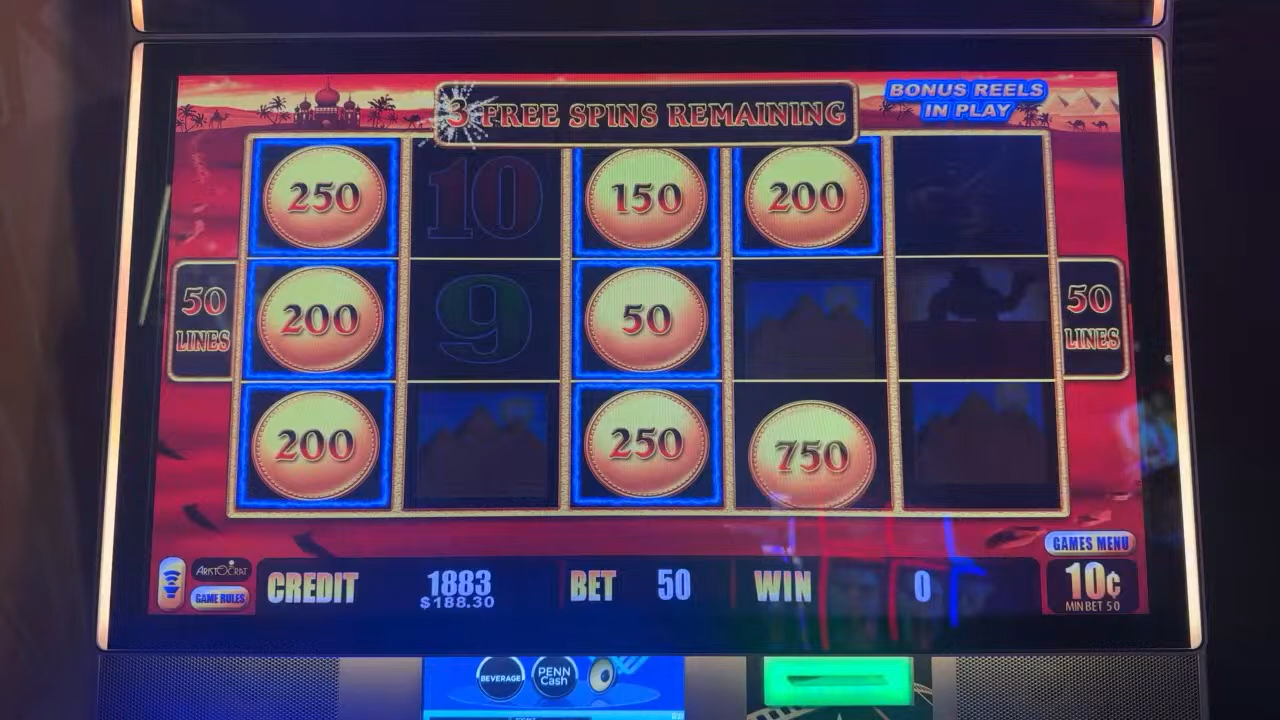 3 FREE SPINS REMAINING
BONUS REELS
IN PLAY
250
10
150
200
50
LINES
200
9
50
50
LINES
200
250
750
GAMES MENU
ARISTOCRAT
GAME RULES
CREDIT
1883
$188.30
BET
50
WIN
0
10¢
MIN BET 50
BEVERAGE
PENN
Cash